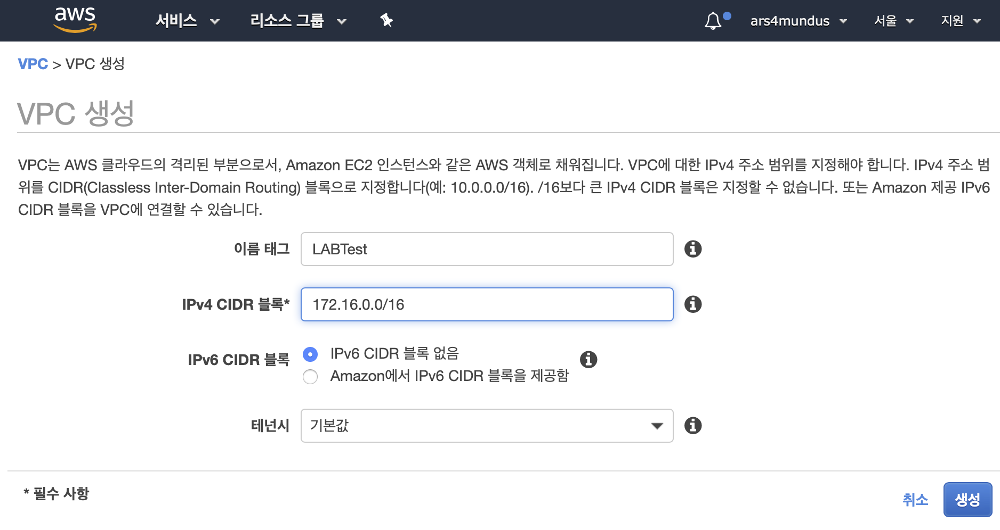 aws 서비스 리소스 그룹 ars4mundus 서울 지원
VPC > VPC 생성
VPC 생성
VPC는 AWS 클라우드의 격리된 부분으로서, Amazon EC2 인스턴스와 같은 AWS 객체로 채워집니다. VPC에 대한 IPv4 주소 범위를 지정해야 합니다. IPv4 주소 범
위를 CIDR(Classless Inter-Domain Routing) 블록으로 지정합니다(예: 10.0.0.0/16). /16보다 큰 IPv4 CIDR 블록은 지정할 수 없습니다. 또는 Amazon 제공 IPv6
CIDR 블록을 VPC에 연결할 수 있습니다.
이름 태그 LABTest
IPv4 CIDR 블록* 172.16.0.0/16
IPv6 CIDR 블록 IPv6 CIDR 블록 없음
Amazon에서 IPv6 CIDR 블록을 제공함
테넌시 기본값
* 필수 사항
취소 생성